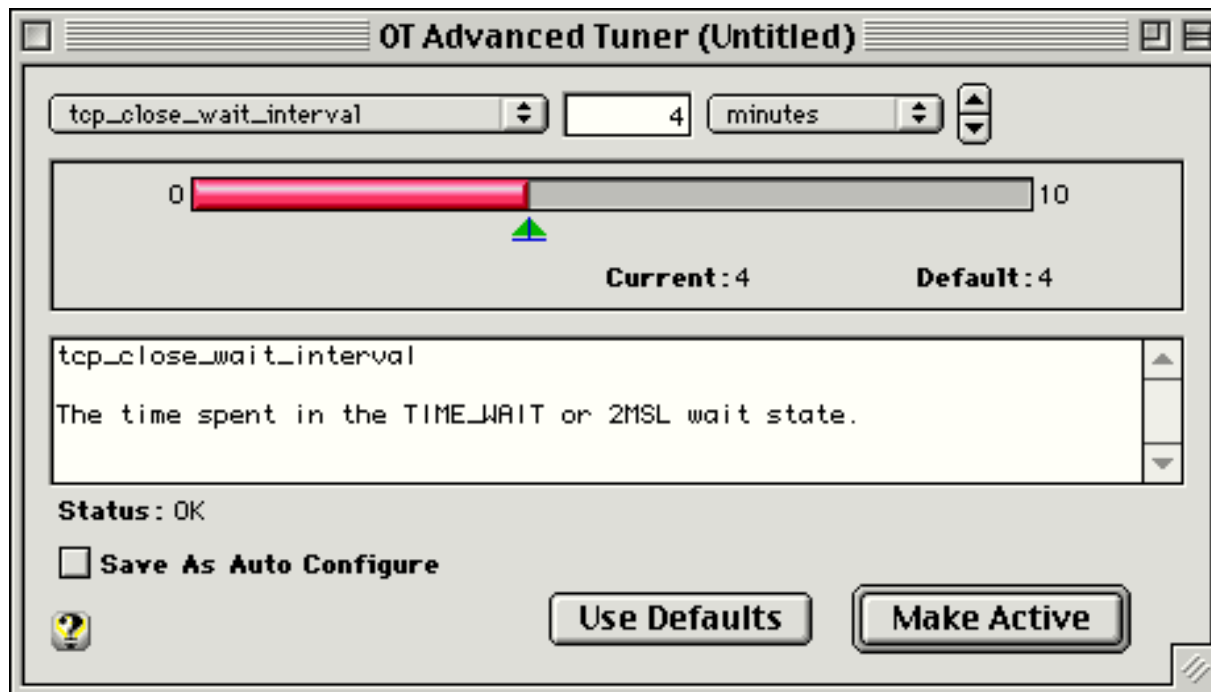 OT Advanced Tuner (Untitled)
tcp_close_wait_interval 4 minutes
0 10
Current: 4 Default: 4
tcp_close_wait_interval
The time spent in the TIME_WAIT or 2MSL wait state.
Status: OK
Save As Auto Configure
? Use Defaults Make Active